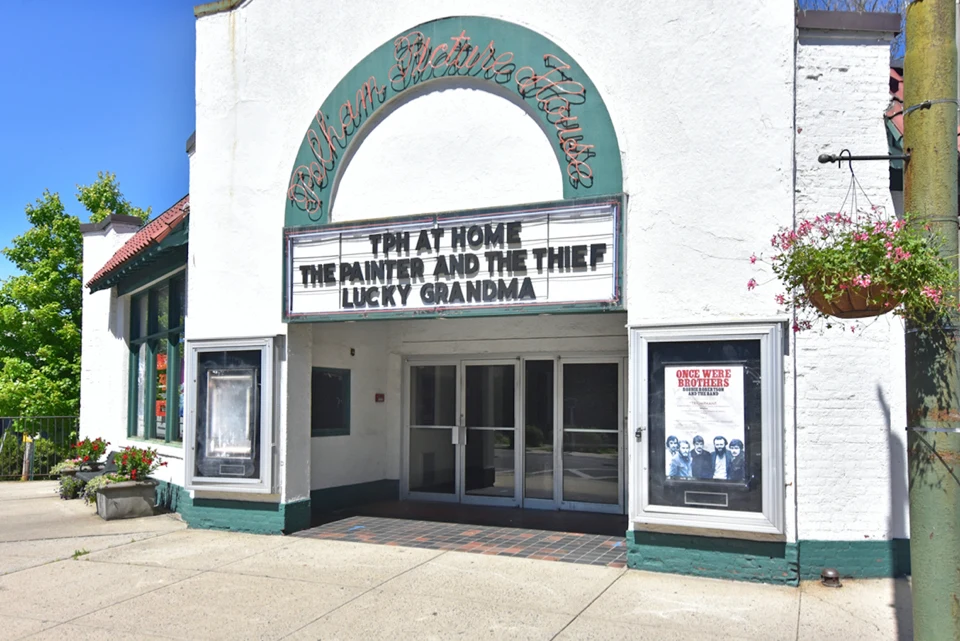 Pelham Picture House
TPH AT HOME
THE PAINTER AND THE THIEF
LUCKY GRANDMA
ONCE WERE
BROTHERS
ROBBIE ROBERTSON
AND THE BAND